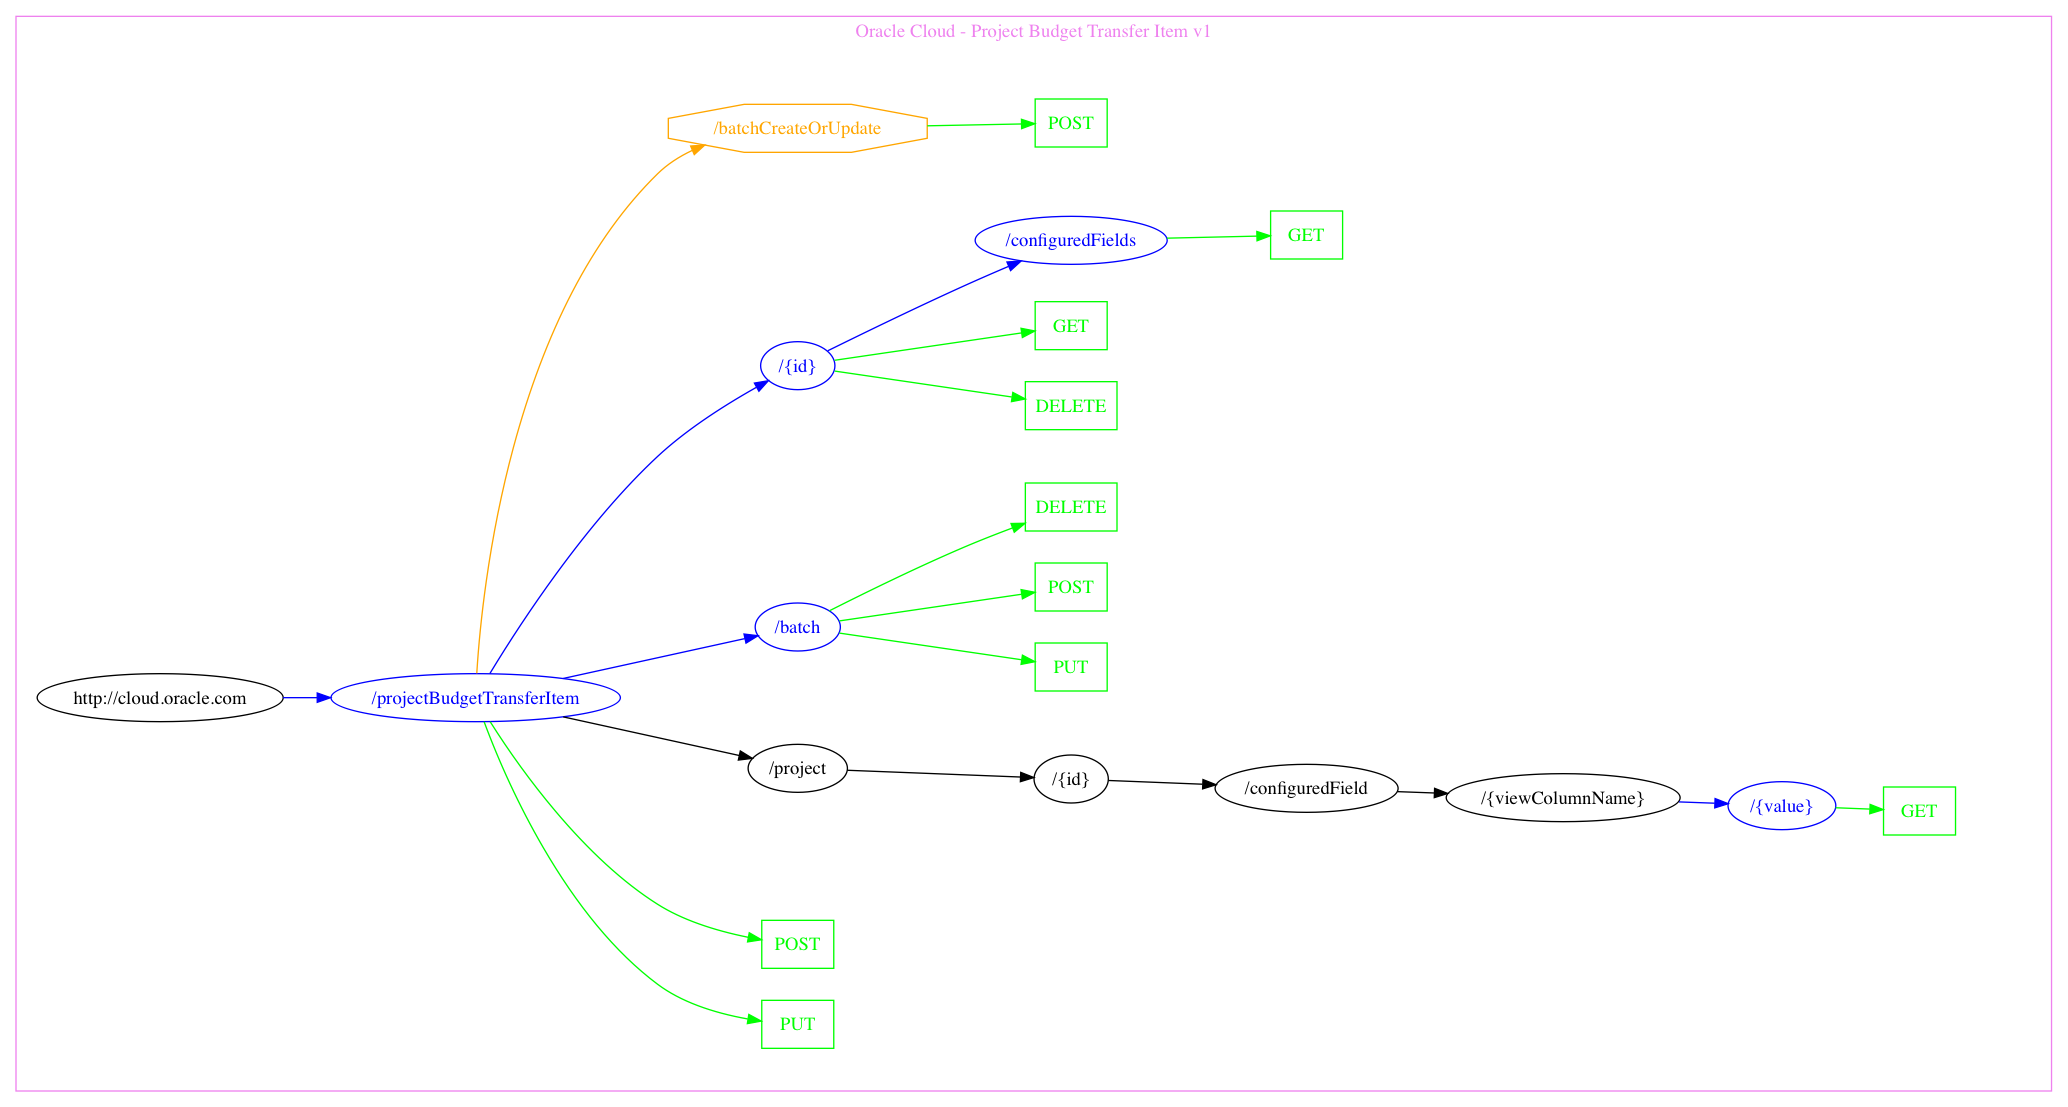 Oracle Cloud - Project Budget Transfer Item v1
/batchCreateOrUpdate
POST
/configuredFields
GET
GET
/{id}
DELETE
DELETE
POST
/batch
PUT
http://cloud.oracle.com
/projectBudgetTransferItem
/project
/{id}
/configuredField
/{viewColumnName}
/{value}
GET
POST
PUT